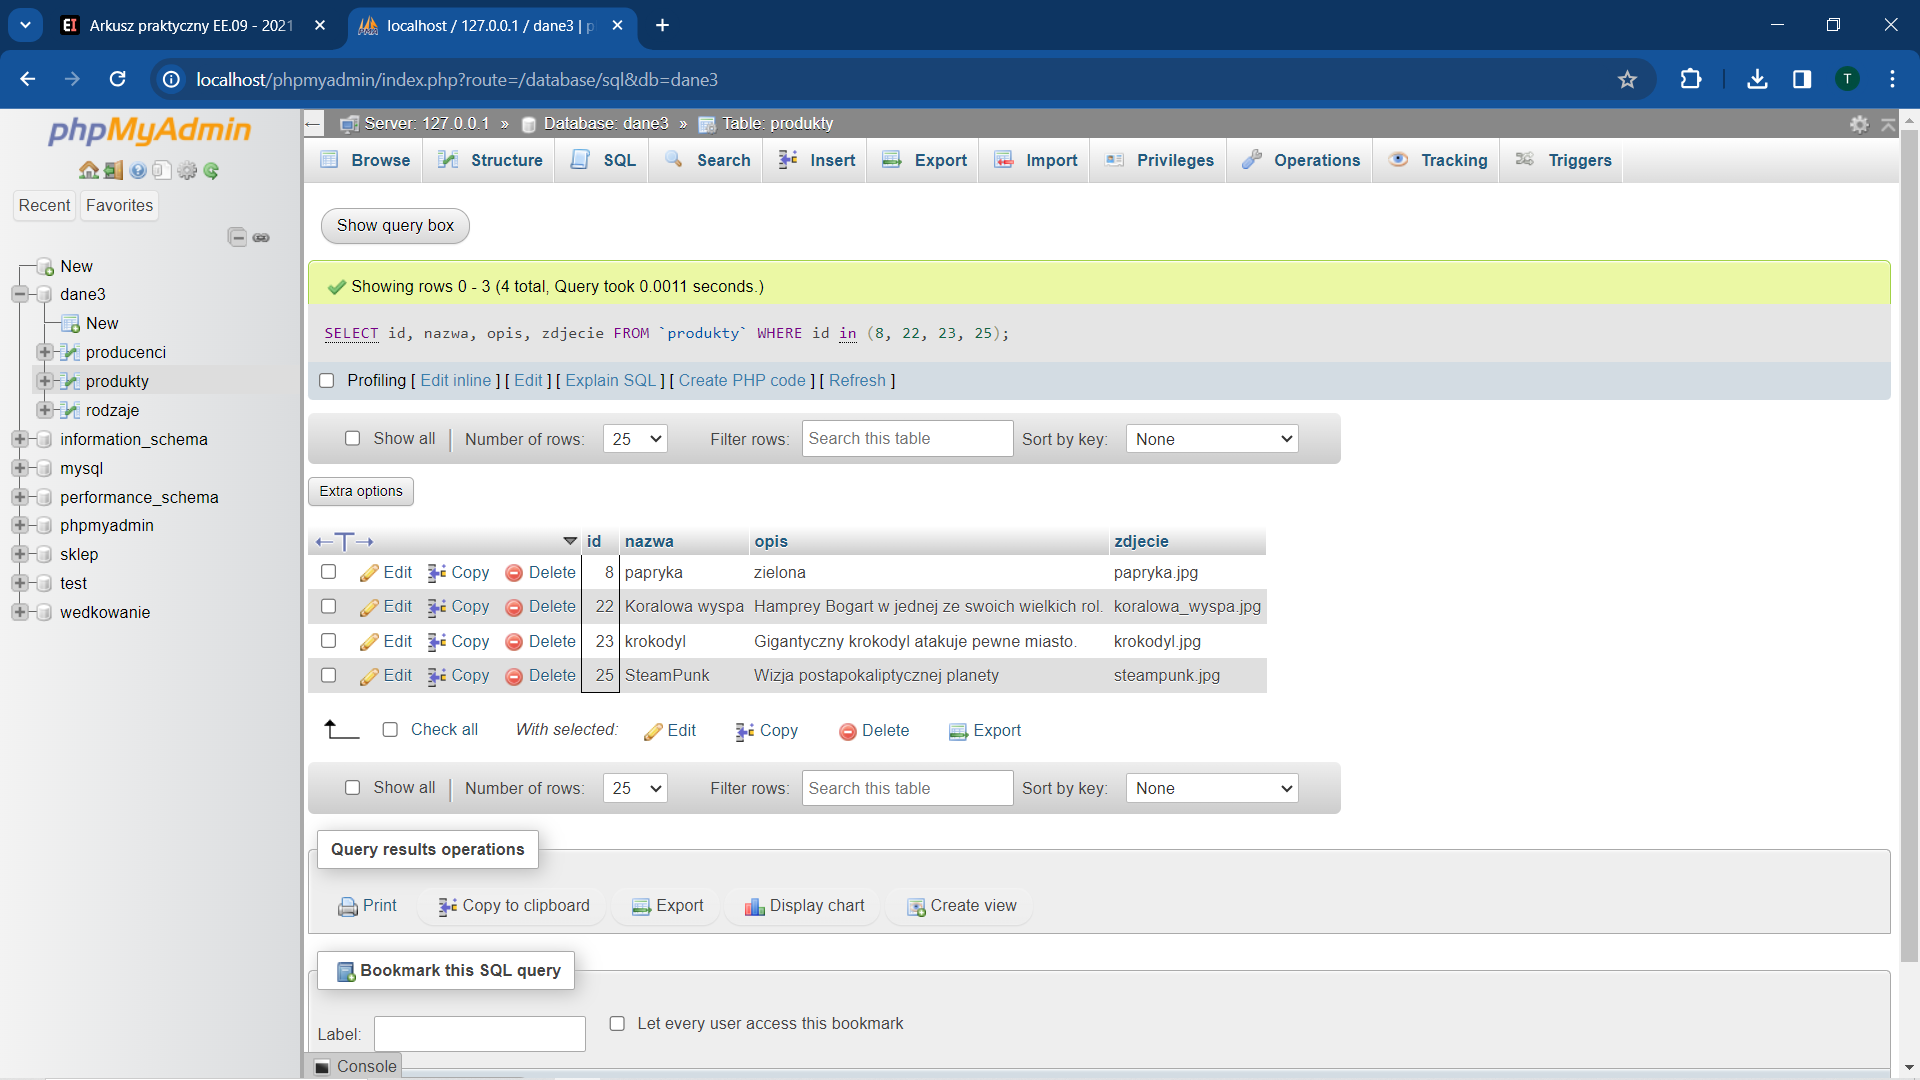 Arkusz praktyczny EE.09 - 2021
localhost / 127.0.0.1 / dane3 | p
localhost/phpmyadmin/index.php?route=/database/sql&db=dane3
T
phpMyAdmin
Recent
Favorites
New
dane3
New
producenci
produkty
rodzaje
information_schema
mysql
performance_schema
phpmyadmin
sklep
test
wedkowanie
Server: 127.0.0.1 » Database: dane3 » Table: produkty
Browse Structure SQL Search Insert Export Import Privileges Operations Tracking Triggers
Show query box
Showing rows 0 - 3 (4 total, Query took 0.0011 seconds.)
SELECT id, nazwa, opis, zdjecie FROM `produkty` WHERE id in (8, 22, 23, 25);
Profiling [ Edit inline ] [ Edit ] [ Explain SQL ] [ Create PHP code ] [ Refresh ]
Show all | Number of rows: 25 Filter rows: Search this table Sort by key: None
Extra options
id nazwa opis zdjecie
Edit Copy Delete 8 papryka zielona papryka.jpg
Edit Copy Delete 22 Koralowa wyspa Hamprey Bogart w jednej ze swoich wielkich rol. koralowa_wyspa.jpg
Edit Copy Delete 23 krokodyl Gigantyczny krokodyl atakuje pewne miasto. krokodyl.jpg
Edit Copy Delete 25 SteamPunk Wizja postapokaliptycznej planety steampunk.jpg
Check all With selected: Edit Copy Delete Export
Show all | Number of rows: 25 Filter rows: Search this table Sort by key: None
Query results operations
Print Copy to clipboard Export Display chart Create view
Bookmark this SQL query
Label: Let every user access this bookmark
Console